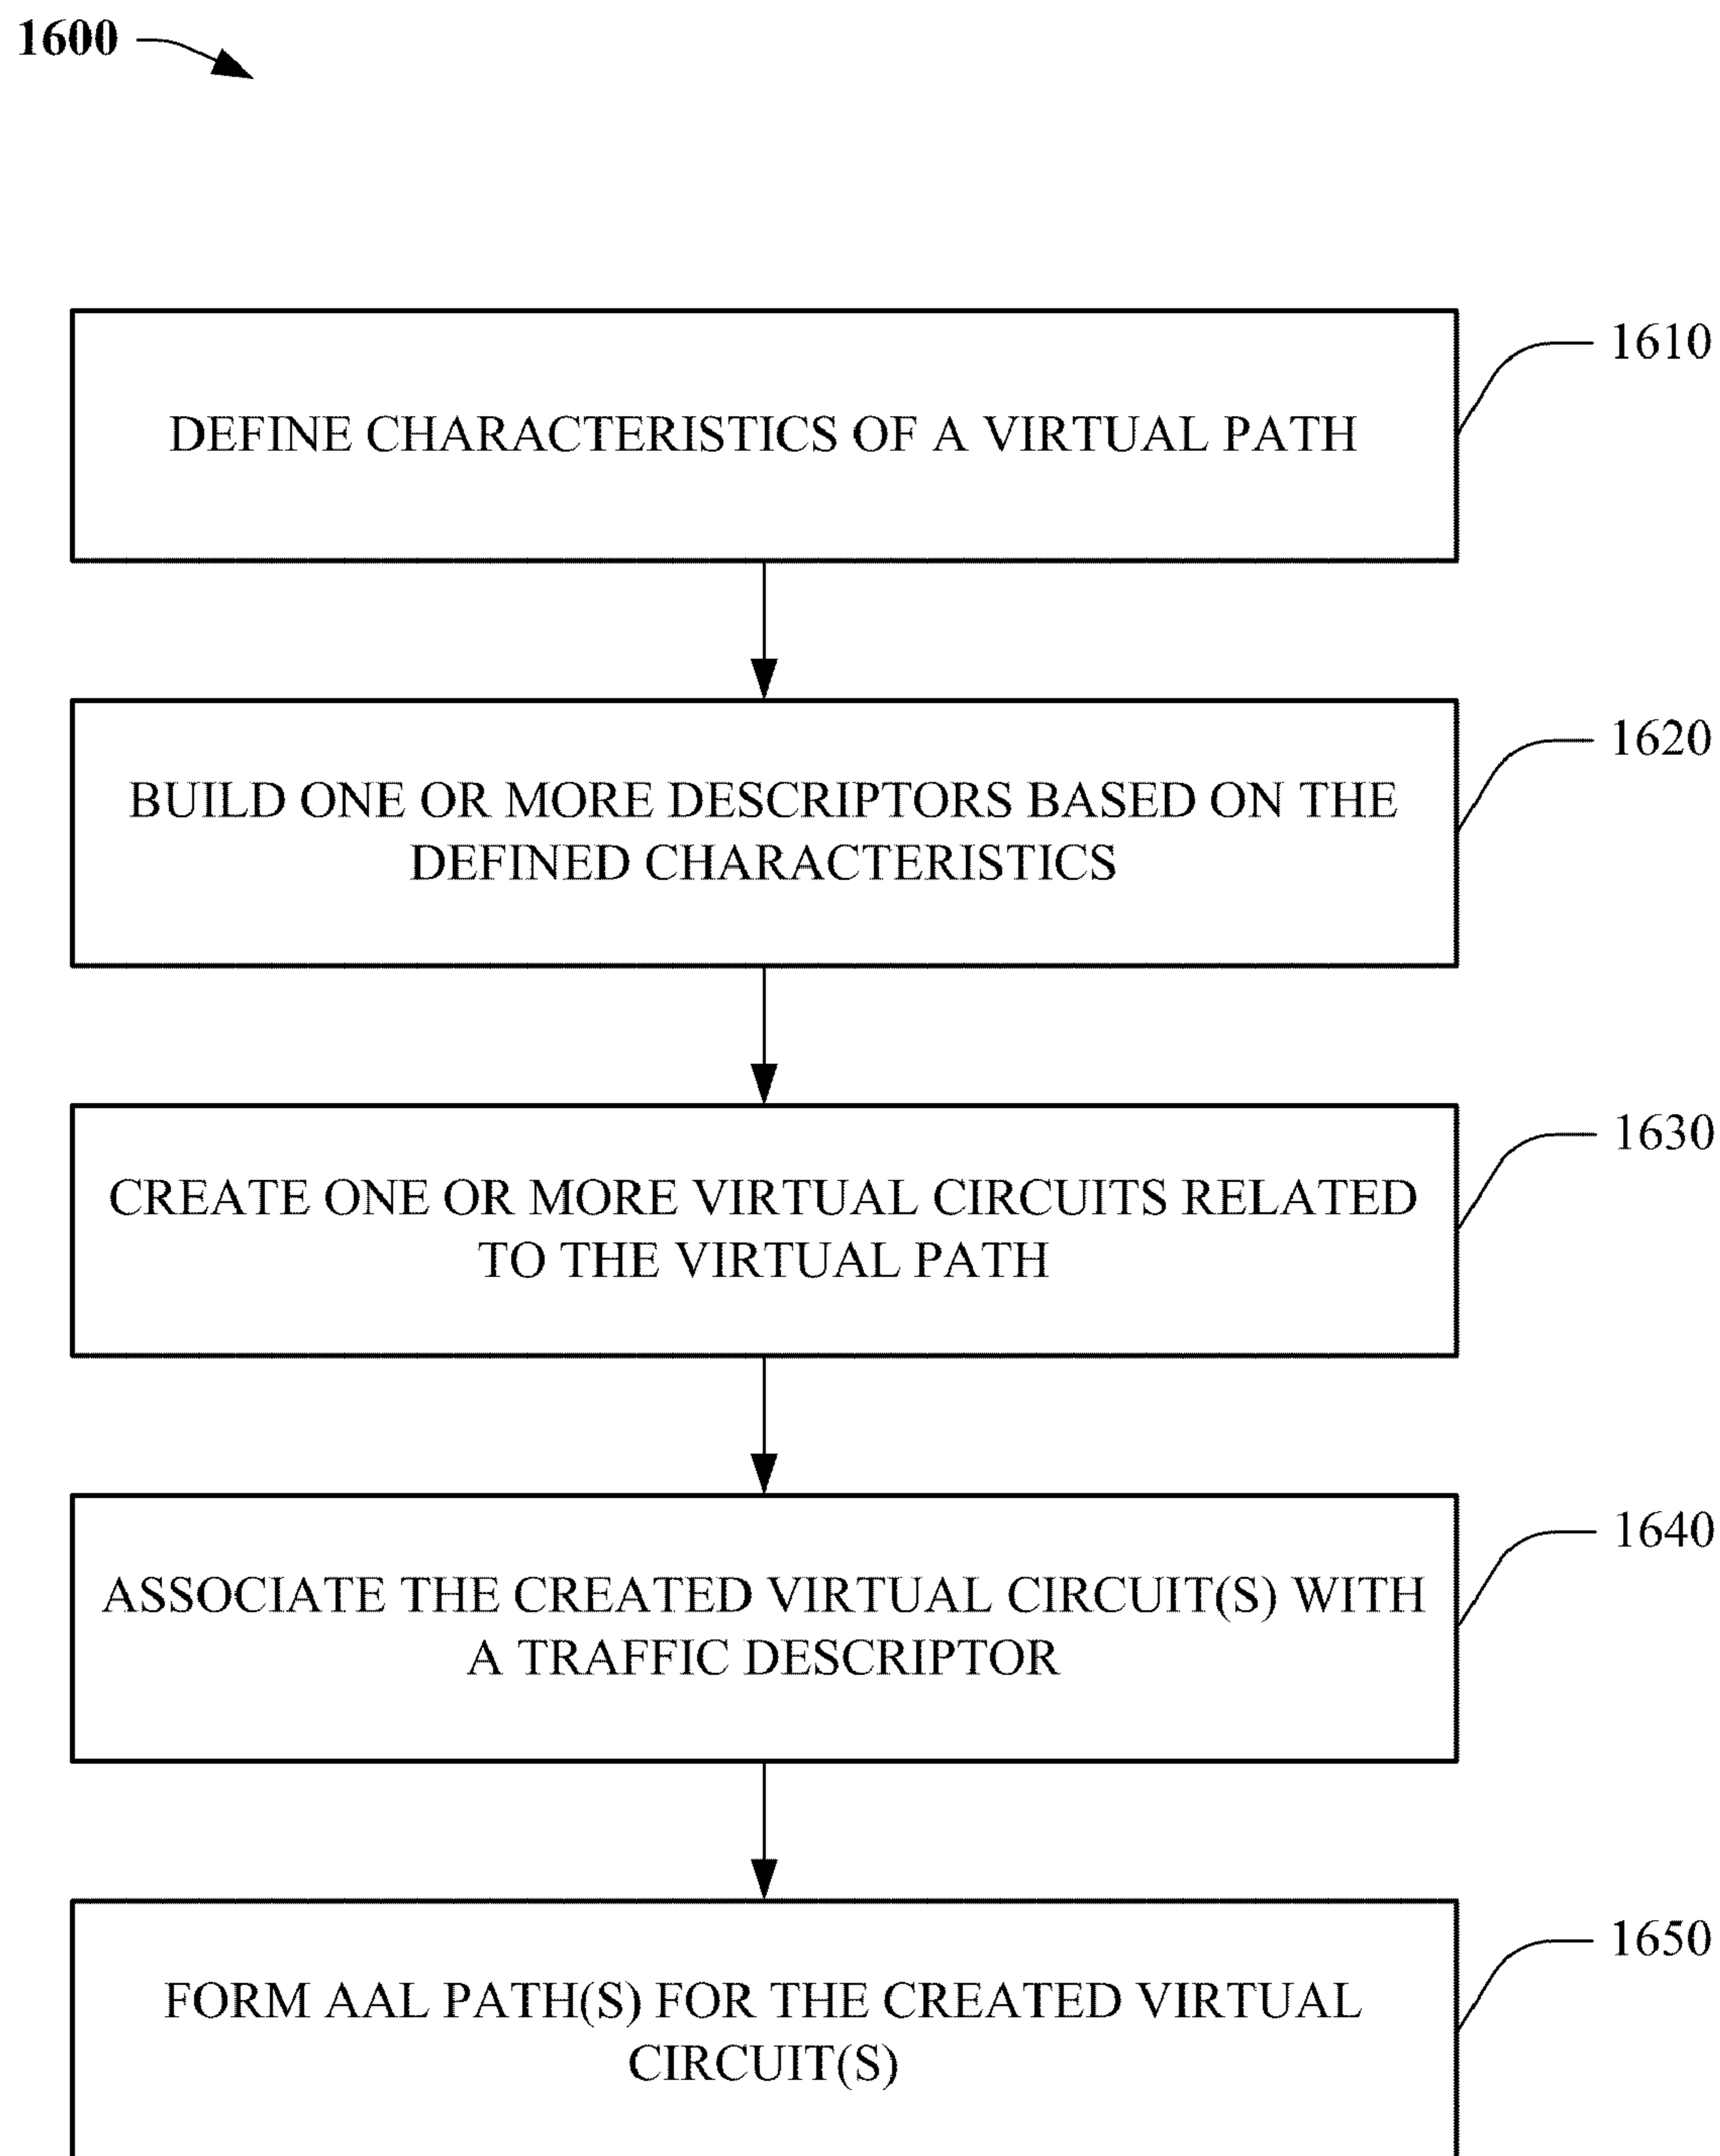 1600
1610
DEFINE CHARACTERISTICS OF A VIRTUAL PATH
1620
BUILD ONE OR MORE DESCRIPTORS BASED ON THE
DEFINED CHARACTERISTICS
1630
CREATE ONE OR MORE VIRTUAL CIRCUITS RELATED
TO THE VIRTUAL PATH
1640
ASSOCIATE THE CREATED VIRTUAL CIRCUIT(S) WITH
A TRAFFIC DESCRIPTOR
1650
FORM AAL PATH(S) FOR THE CREATED VIRTUAL
CIRCUIT(S)